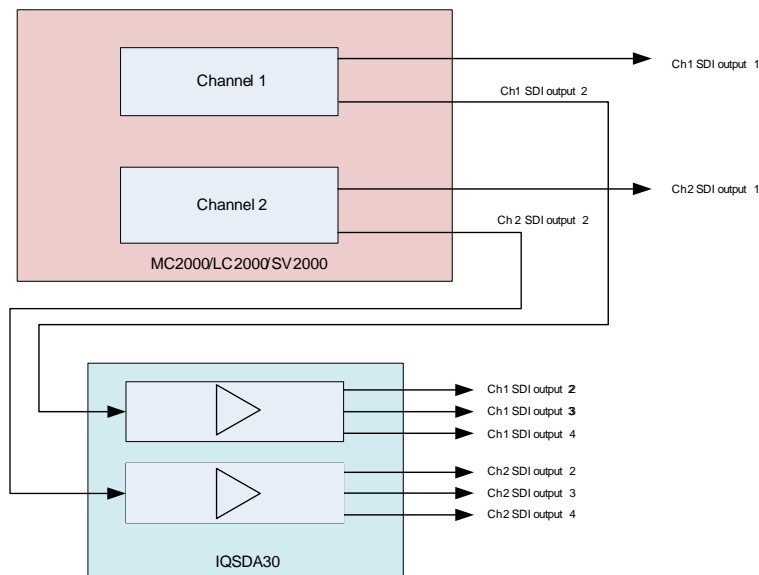 Channel 1
Ch1 SDI output 1
Ch1 SDI output 2
Channel 2
Ch2 SDI output 1
Ch 2 SDI output 2
MC2000/LC2000/SV2000
Ch1 SDI output 2
Ch1 SDI output 3
Ch1 SDI output 4
Ch2 SDI output 2
Ch2 SDI output 3
Ch2 SDI output 4
IQSDA30